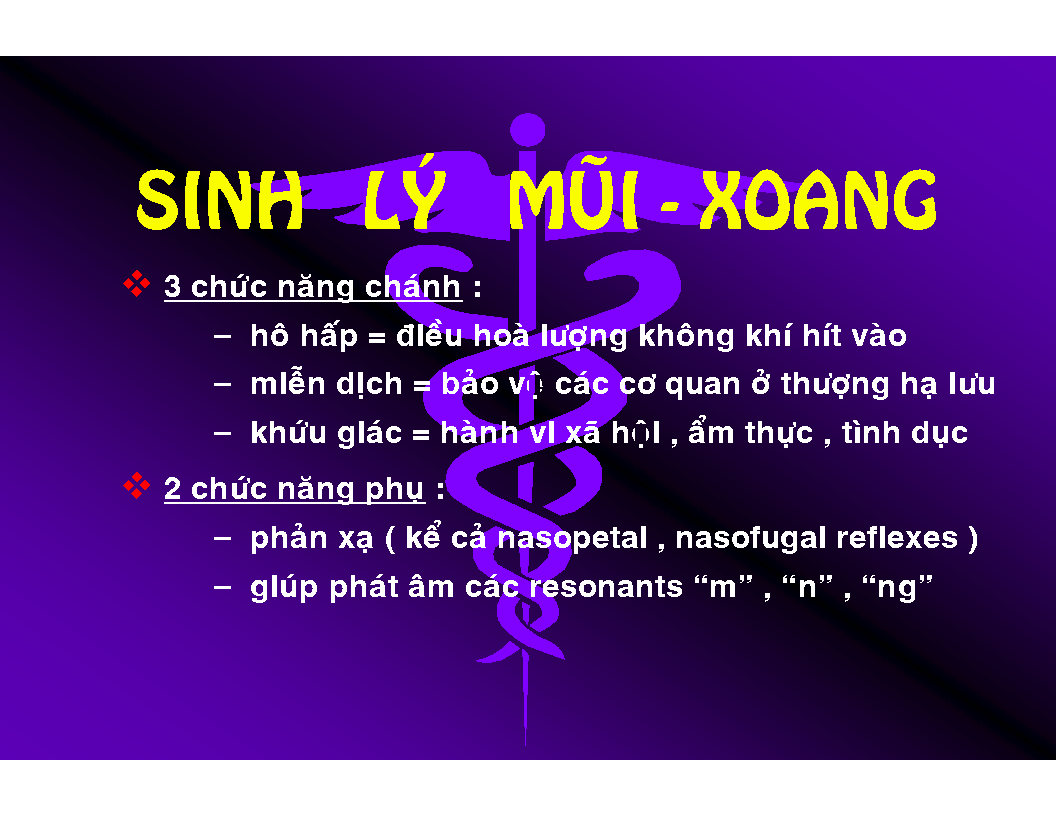 SINH LÝ MŨI - XOANG
❖ 3 chức năng chánh :
– hô hấp = điều hoà lượng không khí hít vào
– miễn dịch = bảo vệ các cơ quan ở thượng hạ lưu
– khứu giác = hành vi xã hội , ẩm thực , tình dục
❖ 2 chức năng phụ :
– phản xạ ( kể cả nasopetal , nasofugal reflexes )
– giúp phát âm các resonants “m” , “n” , “ng”